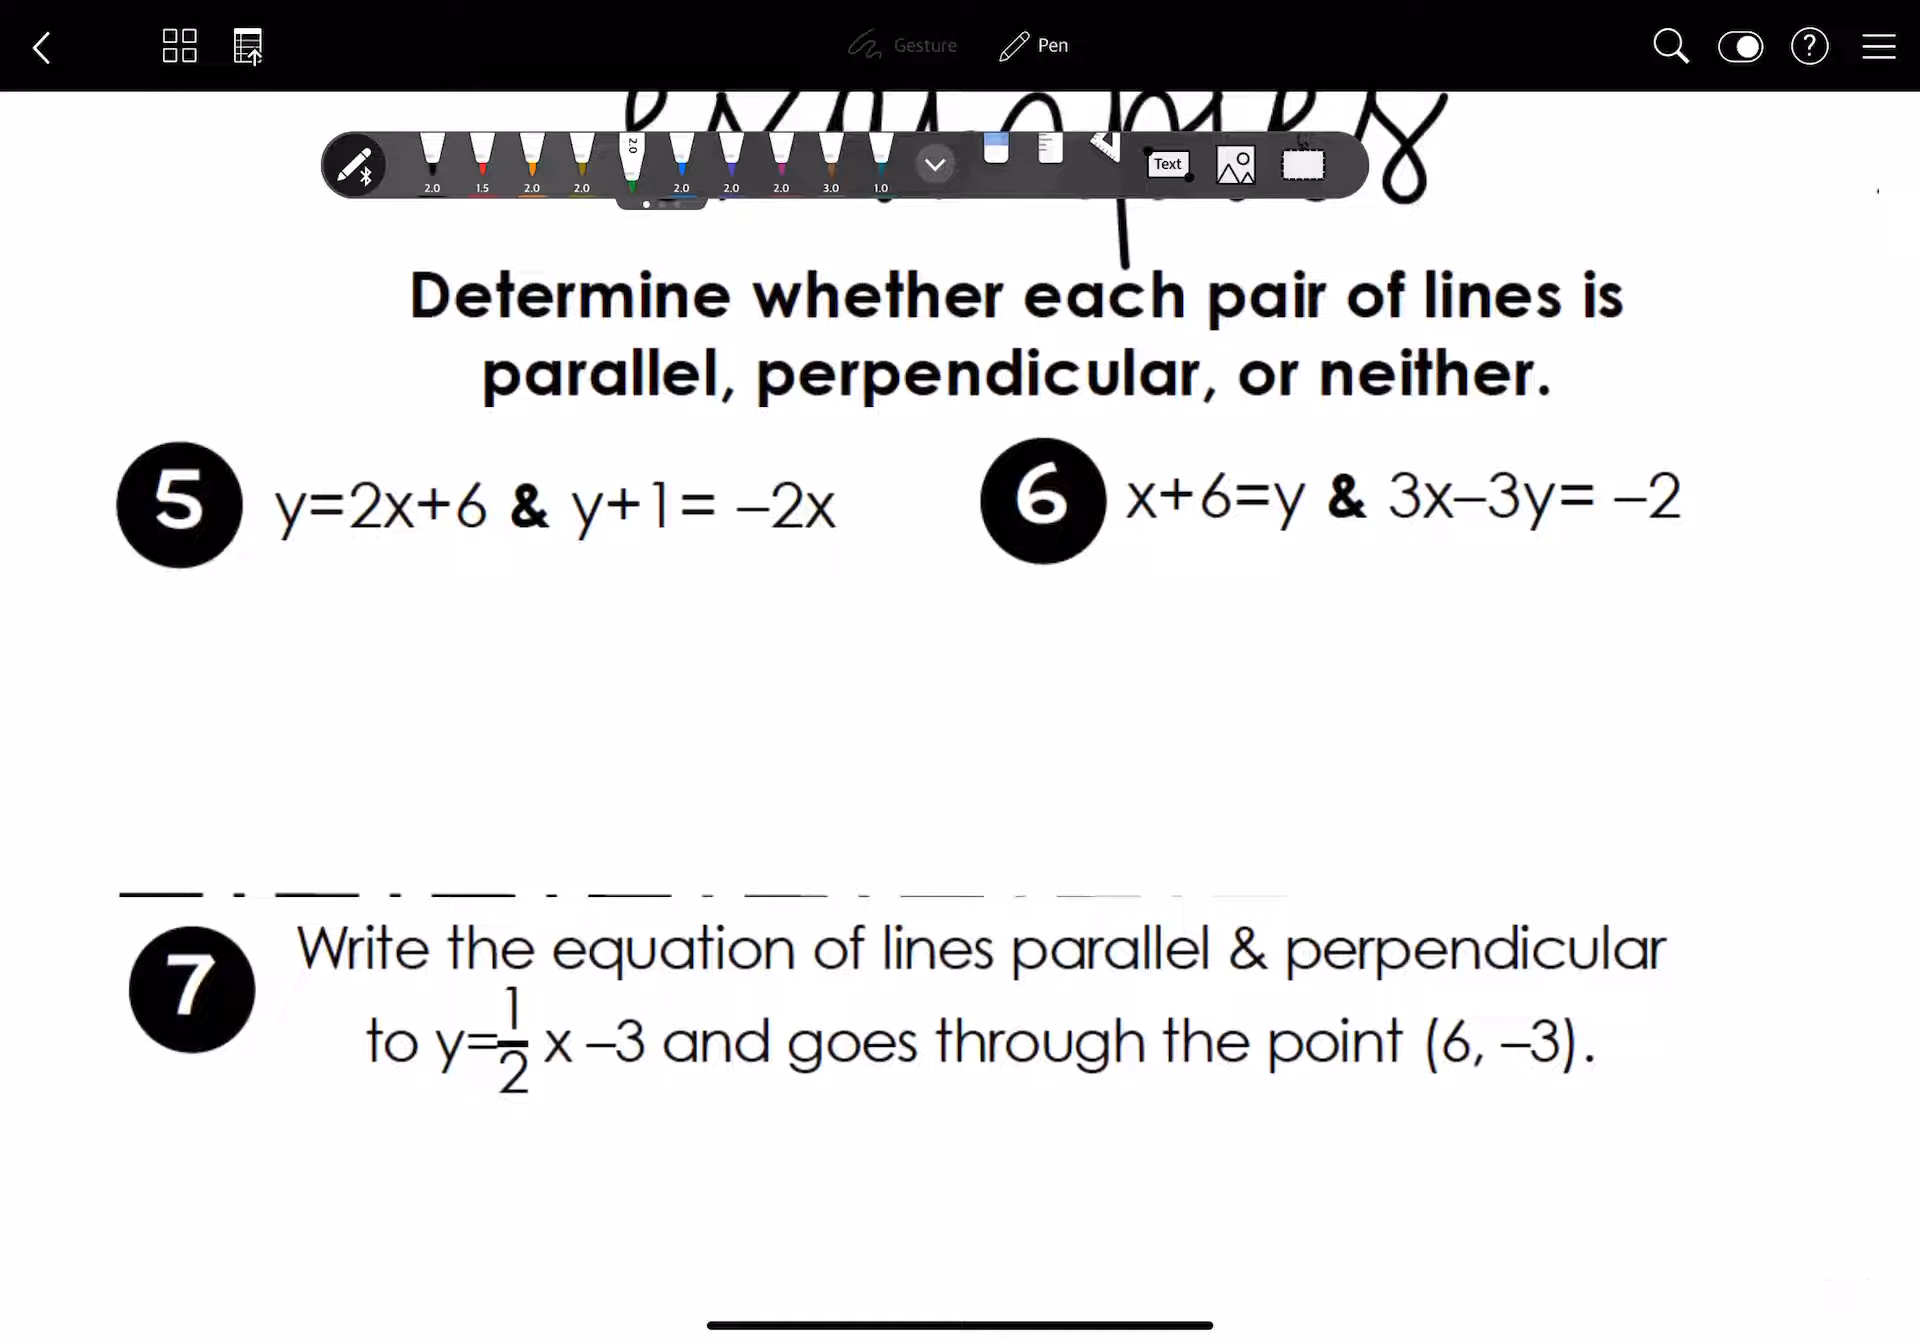 Gesture Pen
examples
2.0 1.5 2.0 2.0 2.0 2.0 2.0 2.0 3.0 1.0 Text
Determine whether each pair of lines is
parallel, perpendicular, or neither.
5 y=2x+6 & y+1= –2x
6 x+6=y & 3x–3y= –2
7 Write the equation of lines parallel & perpendicular
to y=1/2 x –3 and goes through the point (6, –3).